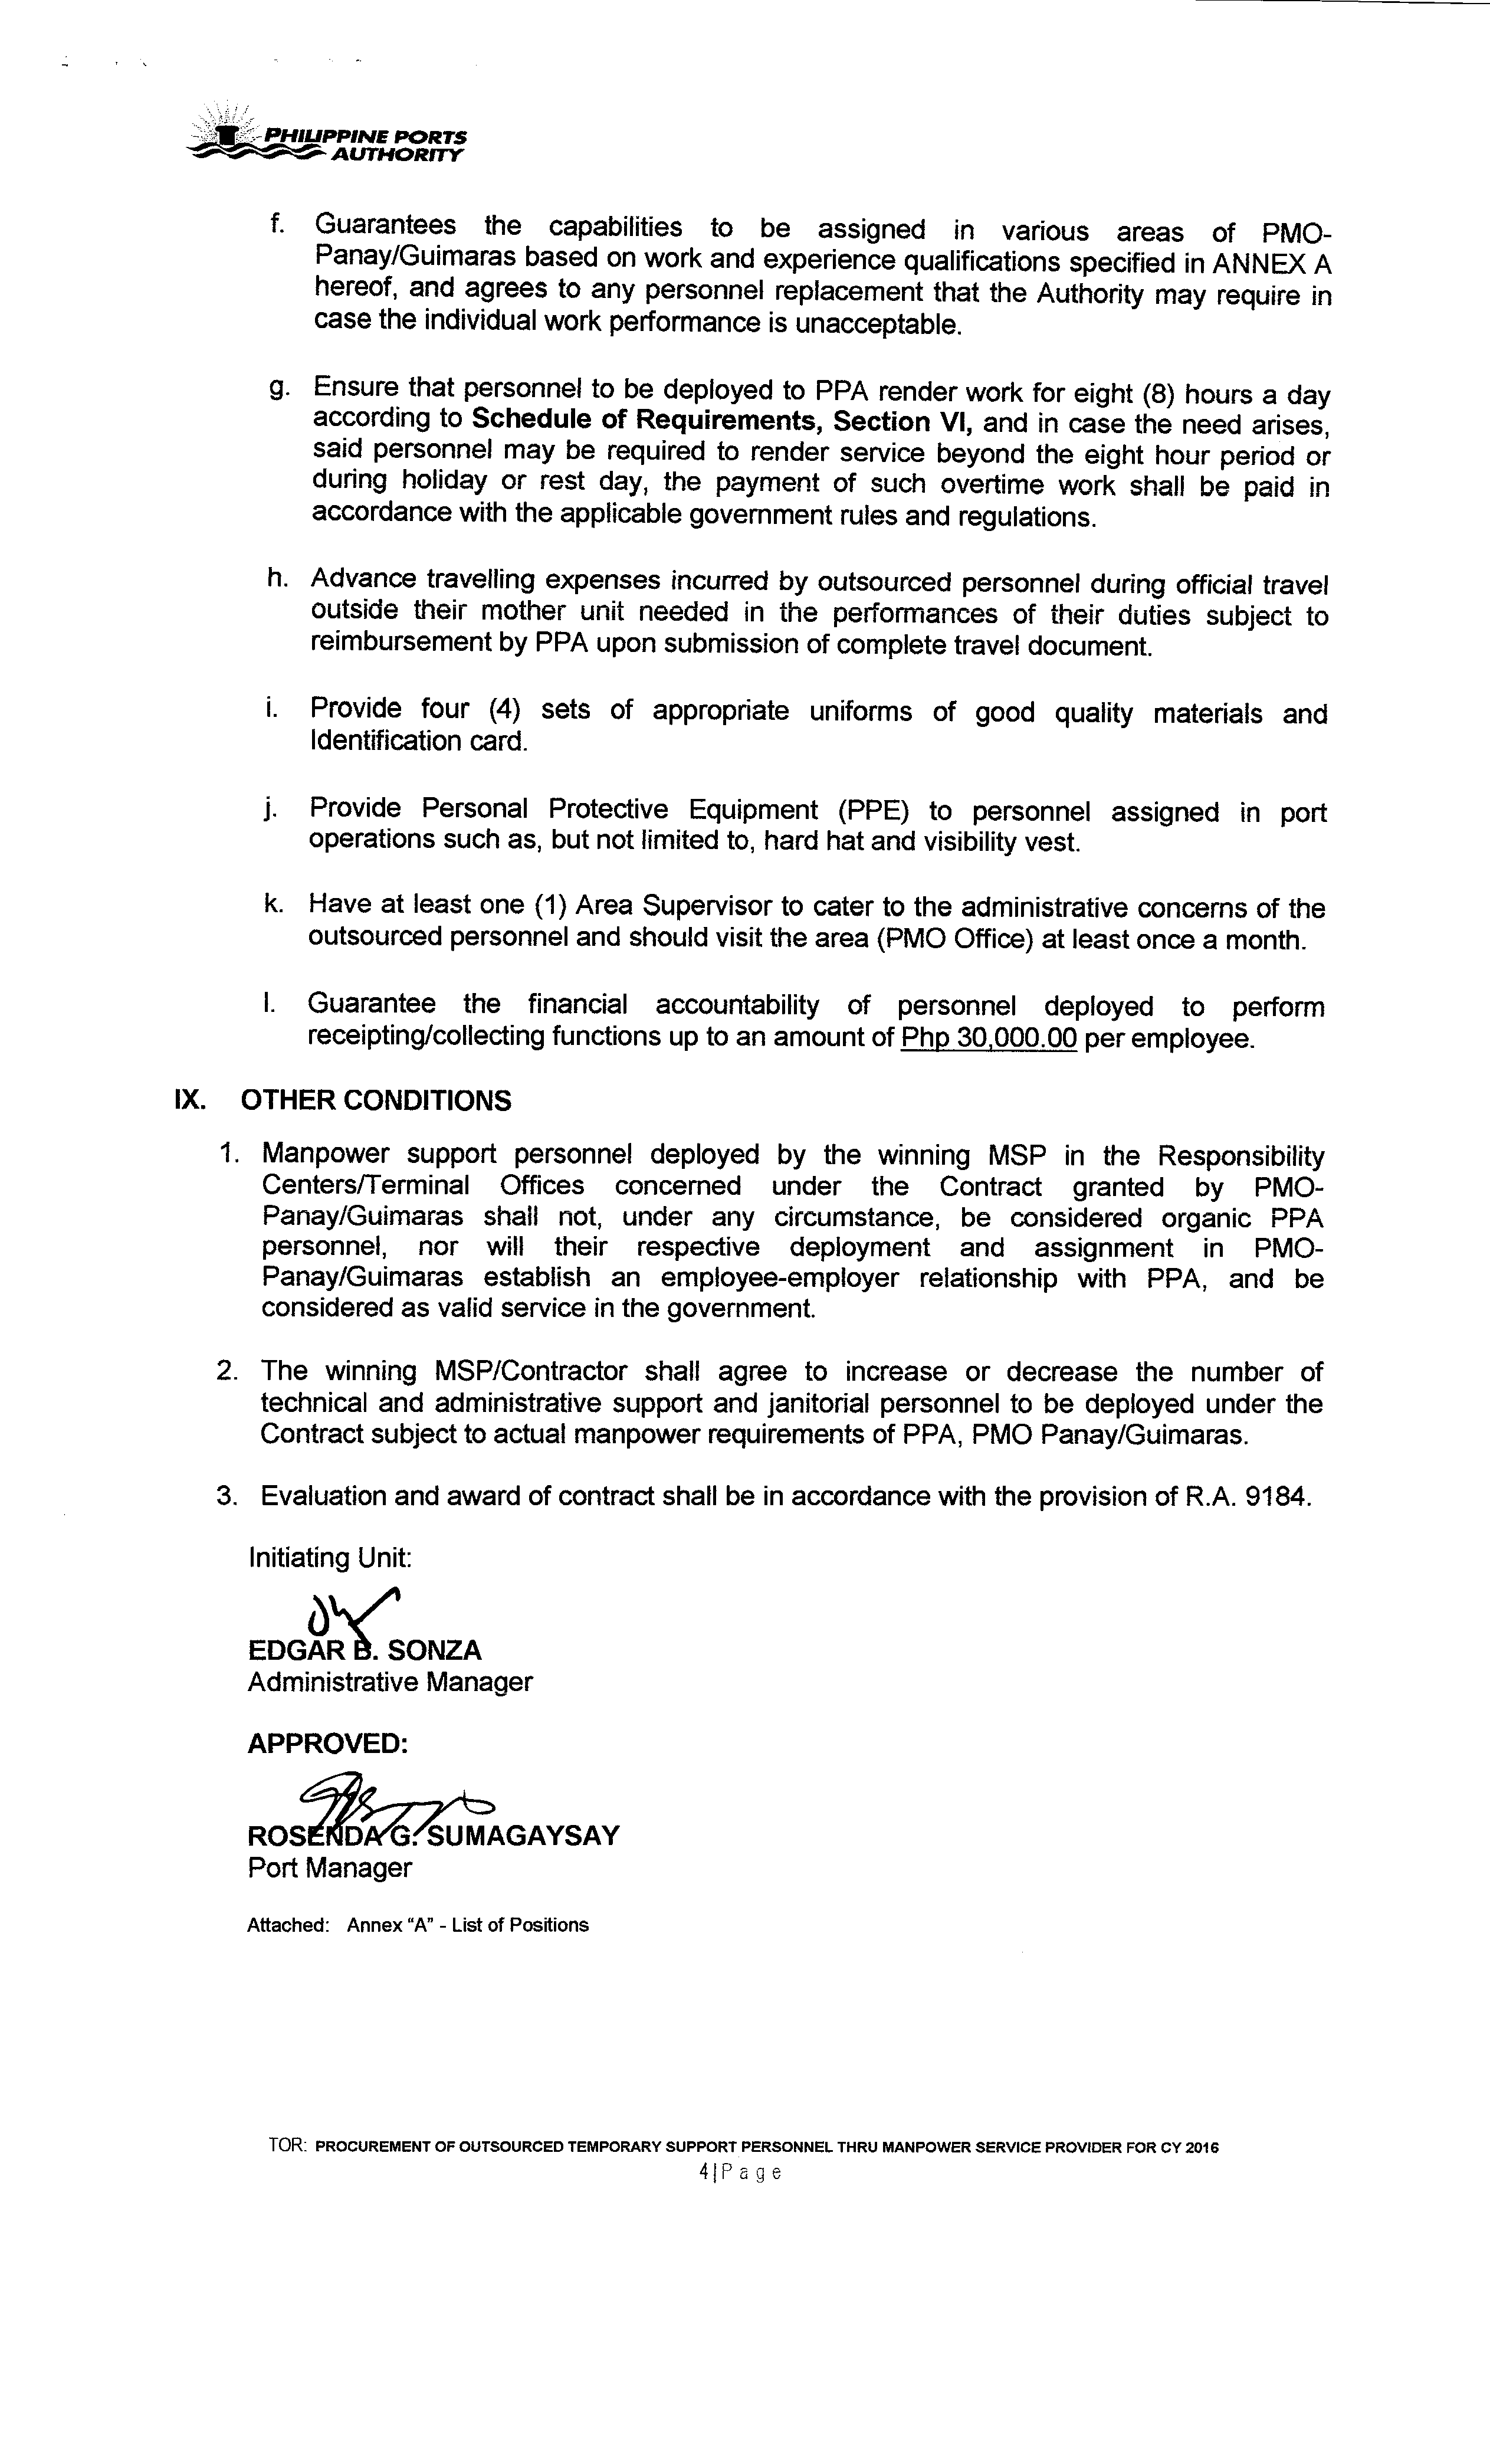 PHILIPPINE PORTS
AUTHORITY
f. Guarantees the capabilities to be assigned in various areas of PMO-
Panay/Guimaras based on work and experience qualifications specified in ANNEX A
hereof, and agrees to any personnel replacement that the Authority may require in
case the individual work performance is unacceptable.
g. Ensure that personnel to be deployed to PPA render work for eight (8) hours a day
according to Schedule of Requirements, Section VI, and in case the need arises,
said personnel may be required to render service beyond the eight hour period or
during holiday or rest day, the payment of such overtime work shall be paid in
accordance with the applicable government rules and regulations.
h. Advance travelling expenses incurred by outsourced personnel during official travel
outside their mother unit needed in the performances of their duties subject to
reimbursement by PPA upon submission of complete travel document.
i. Provide four (4) sets of appropriate uniforms of good quality materials and
Identification card.
j. Provide Personal Protective Equipment (PPE) to personnel assigned in port
operations such as, but not limited to, hard hat and visibility vest.
k. Have at least one (1) Area Supervisor to cater to the administrative concerns of the
outsourced personnel and should visit the area (PMO Office) at least once a month.
l. Guarantee the financial accountability of personnel deployed to perform
receipting/collecting functions up to an amount of Php 30,000.00 per employee.
IX. OTHER CONDITIONS
1. Manpower support personnel deployed by the winning MSP in the Responsibility
Centers/Terminal Offices concerned under the Contract granted by PMO-
Panay/Guimaras shall not, under any circumstance, be considered organic PPA
personnel, nor will their respective deployment and assignment in PMO-
Panay/Guimaras establish an employee-employer relationship with PPA, and be
considered as valid service in the government.
2. The winning MSP/Contractor shall agree to increase or decrease the number of
technical and administrative support and janitorial personnel to be deployed under the
Contract subject to actual manpower requirements of PPA, PMO Panay/Guimaras.
3. Evaluation and award of contract shall be in accordance with the provision of R.A. 9184.
Initiating Unit:
EDGAR B. SONZA
Administrative Manager
APPROVED:
ROSENDA G. SUMAGAYSAY
Port Manager
Attached: Annex "A" - List of Positions
TOR: PROCUREMENT OF OUTSOURCED TEMPORARY SUPPORT PERSONNEL THRU MANPOWER SERVICE PROVIDER FOR CY 2016
4|Page